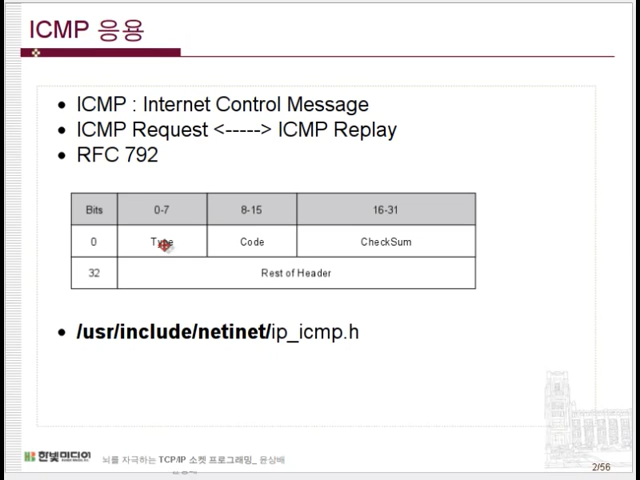 ICMP 응용
• ICMP : Internet Control Message
• ICMP Request <-----> ICMP Replay
• RFC 792
Bits 0-7 8-15 16-31
0 Type Code CheckSum
32 Rest of Header
• /usr/include/netinet/ip_icmp.h
한빛미디어 뇌를 자극하는 TCP/IP 소켓 프로그래밍_ 윤상배
2/56